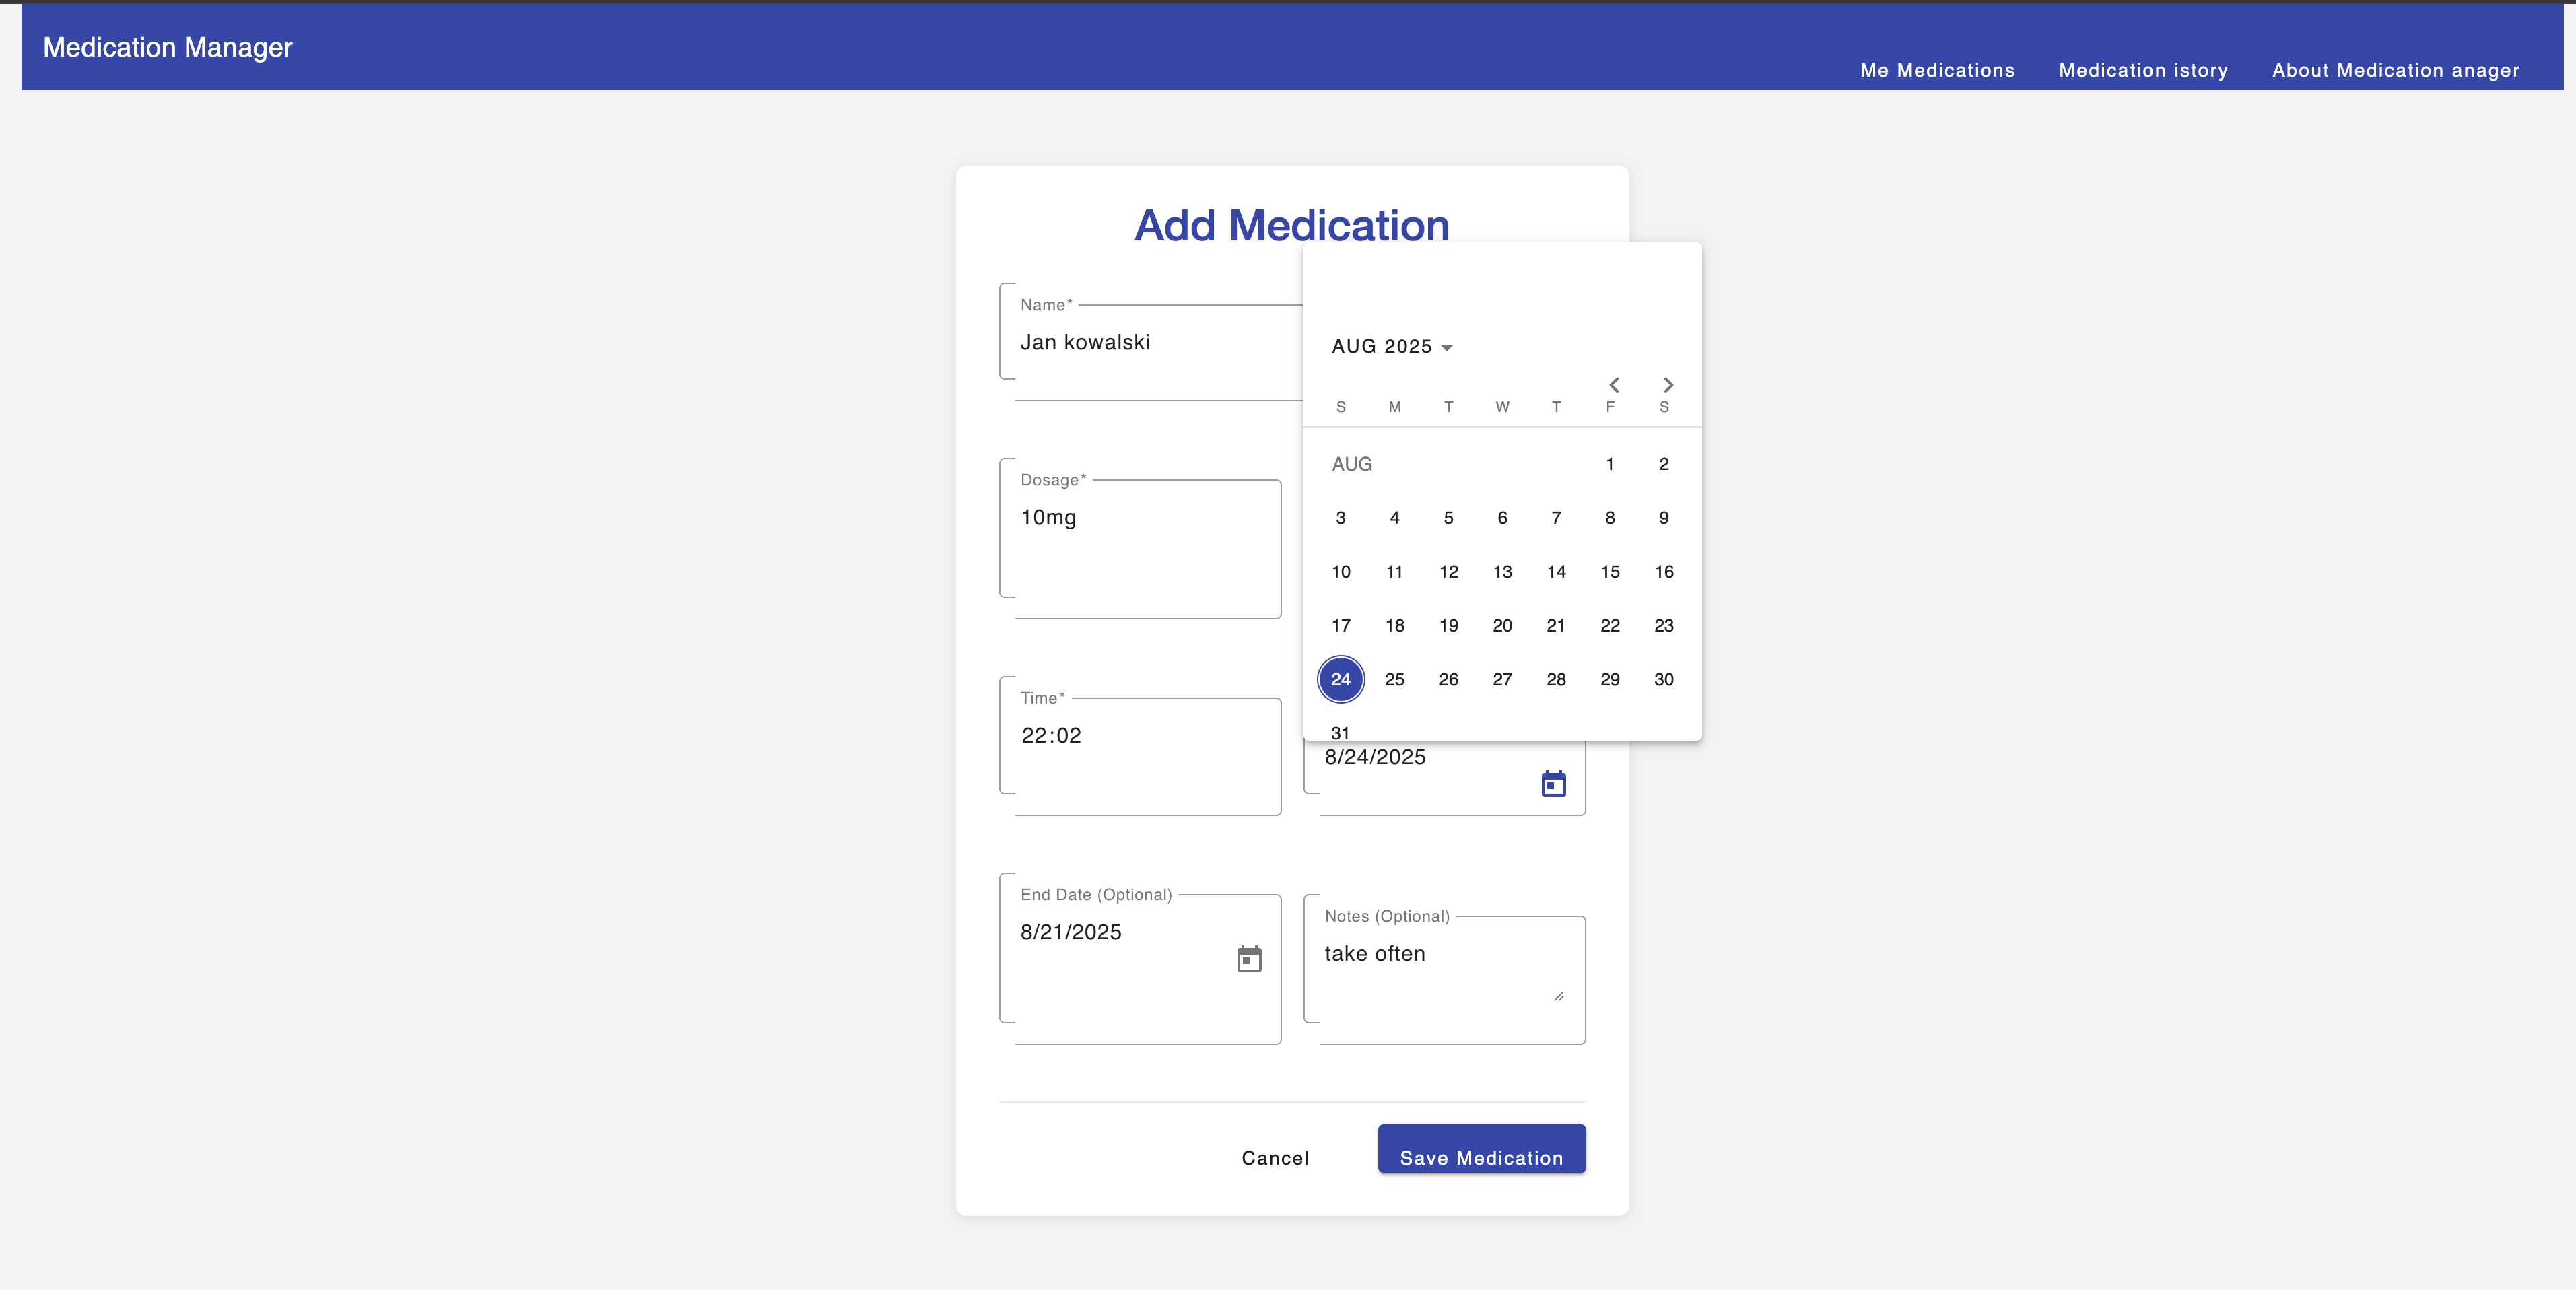 Medication Manager
Me Medications
Medication istory
About Medication anager
Add Medication
Name*
Jan kowalski
AUG 2025
S M T W T F S
AUG 1 2
3 4 5 6 7 8 9
10 11 12 13 14 15 16
17 18 19 20 21 22 23
24 25 26 27 28 29 30
31
Dosage*
10mg
Time*
22:02
8/24/2025
End Date (Optional)
8/21/2025
Notes (Optional)
take often
Cancel
Save Medication